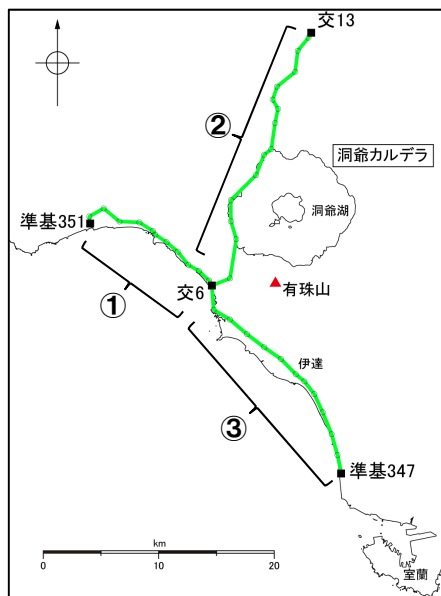 交13
②
洞爺カルデラ
洞爺湖
準基351
交6
有珠山
①
伊達
③
準基347
km
0 10 20
室蘭